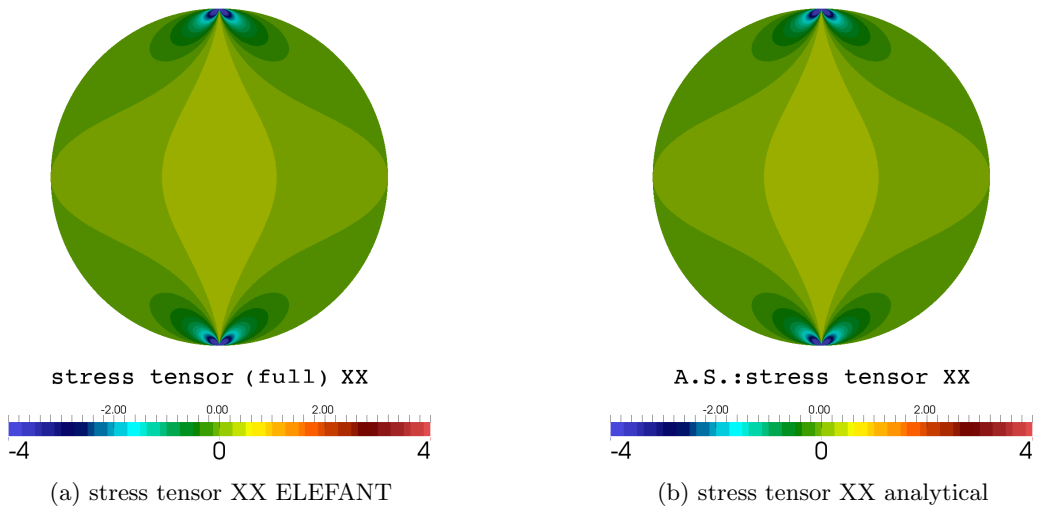 stress tensor (full) XX
-2.00 0.00 2.00
-4 0 4
(a) stress tensor XX ELEFANT
A.S.:stress tensor XX
-2.00 0.00 2.00
-4 0 4
(b) stress tensor XX analytical